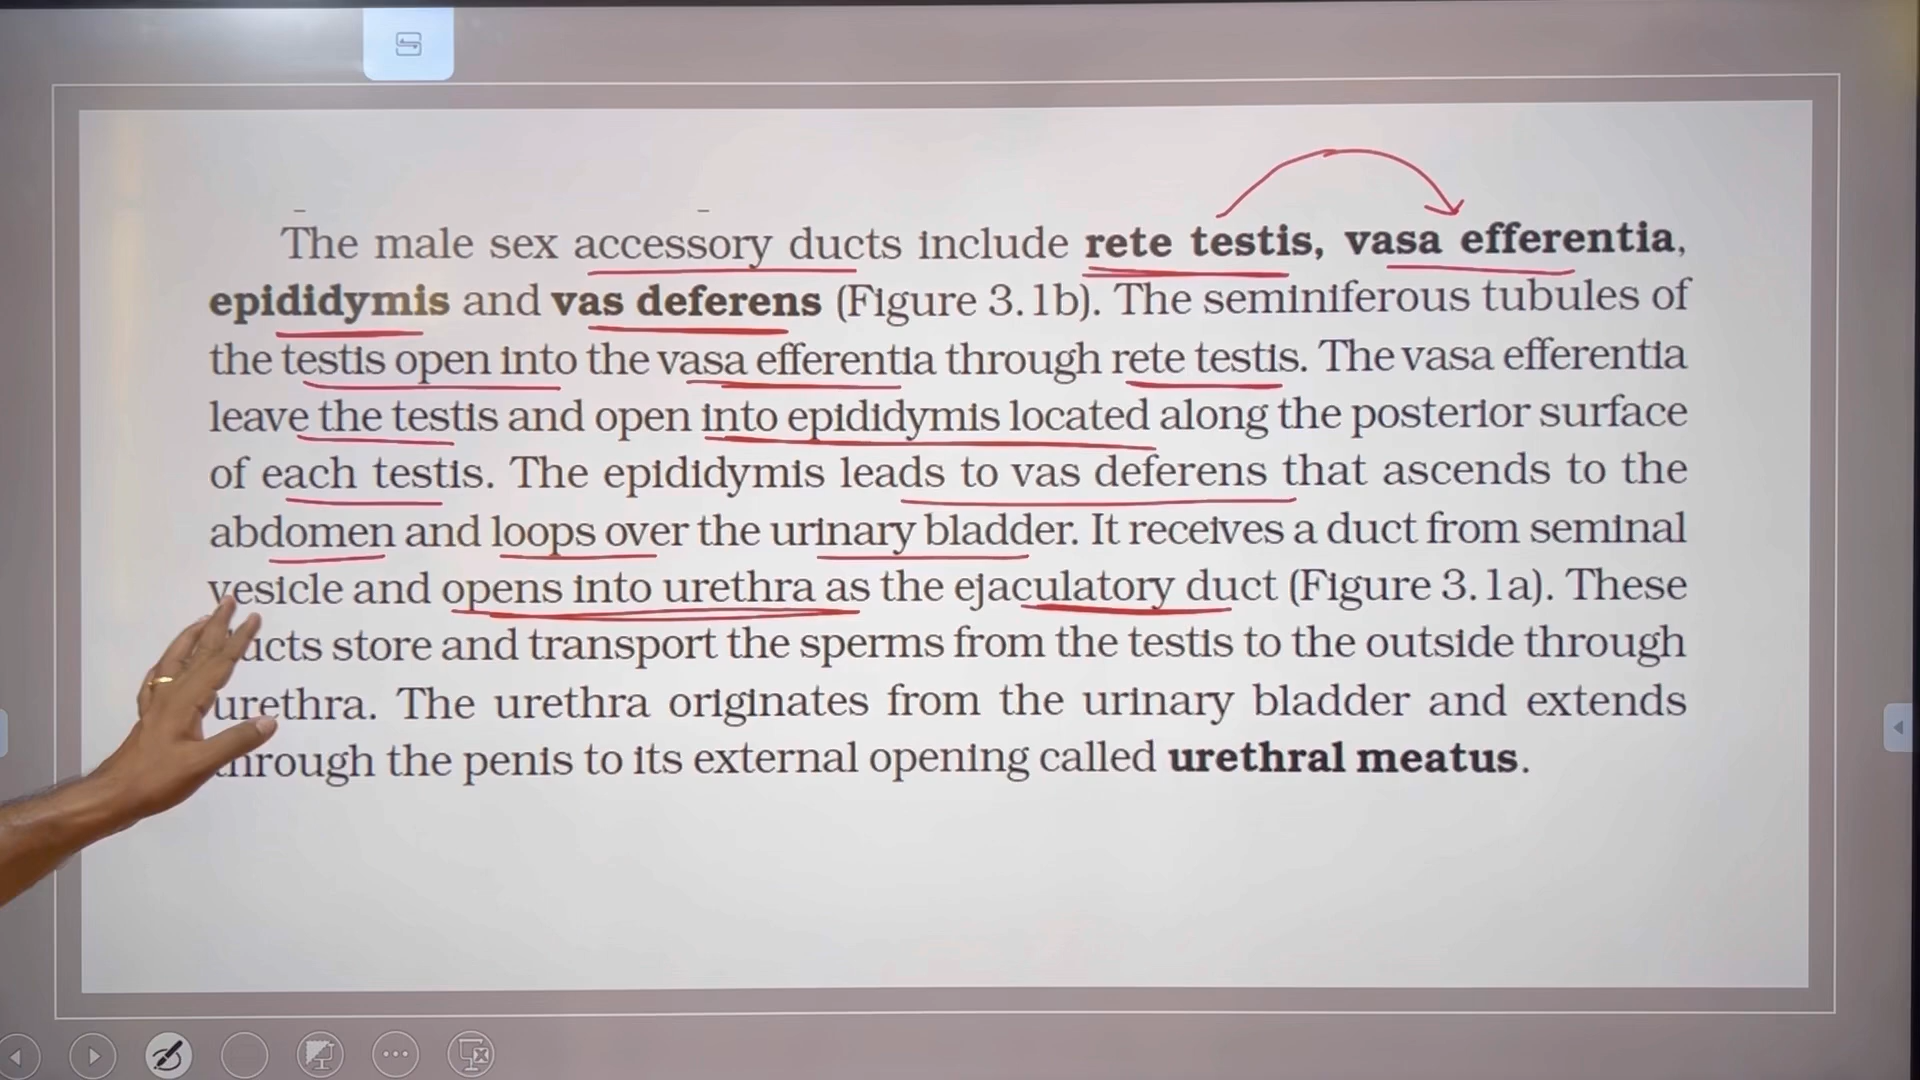 The male sex accessory ducts include rete testis, vasa efferentia,
epididymis and vas deferens (Figure 3.1b). The seminiferous tubules of
the testis open into the vasa efferentia through rete testis. The vasa efferentia
leave the testis and open into epididymis located along the posterior surface
of each testis. The epididymis leads to vas deferens that ascends to the
abdomen and loops over the urinary bladder. It receives a duct from seminal
vesicle and opens into urethra as the ejaculatory duct (Figure 3.1a). These
ducts store and transport the sperms from the testis to the outside through
urethra. The urethra originates from the urinary bladder and extends
through the penis to its external opening called urethral meatus.